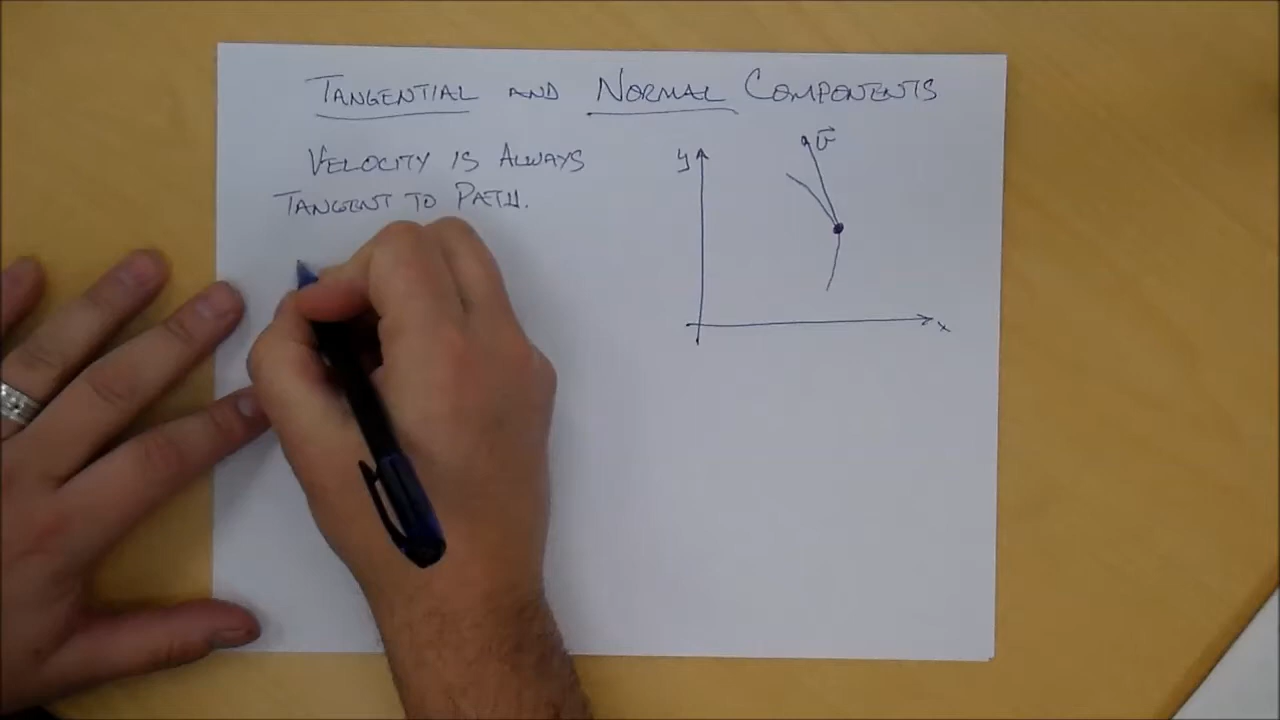 TANGENTIAL AND NORMAL COMPONENTS
VELOCITY IS ALWAYS
TANGENT TO PATH.
y
v⃗
x